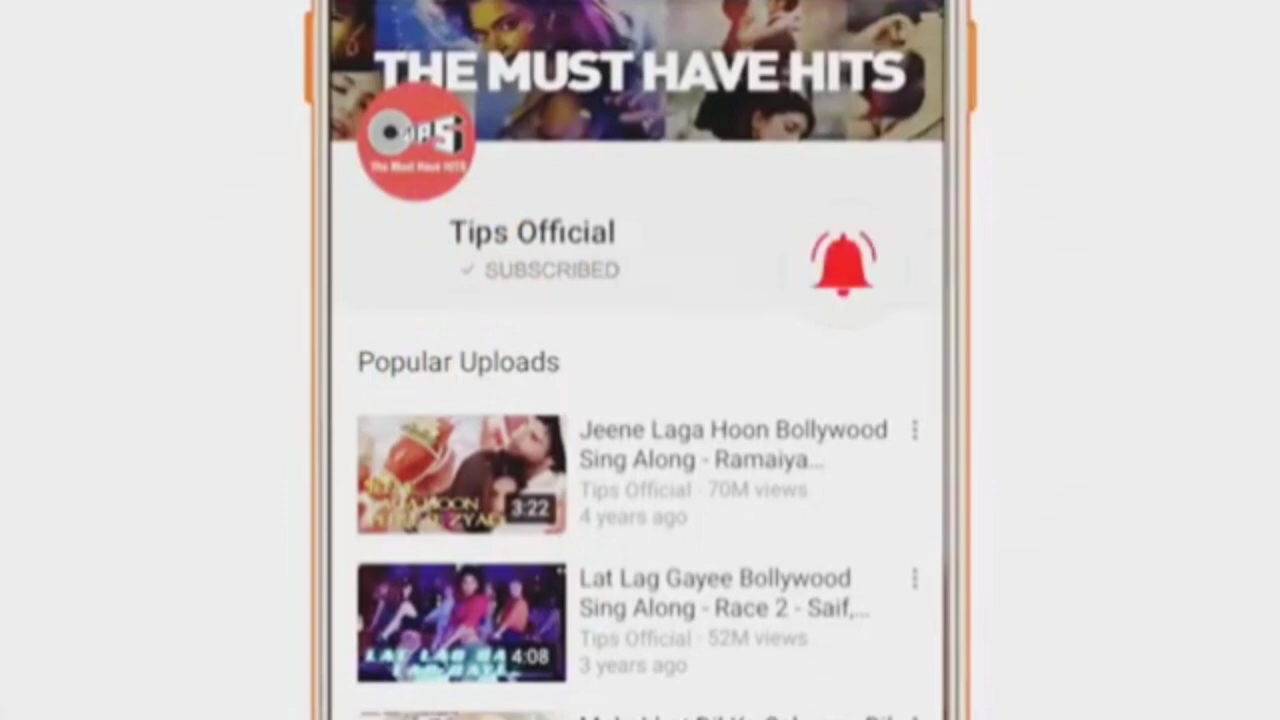 THE MUST HAVE HITS
TIPS
The Must Have HITS
Tips Official
✓ SUBSCRIBED
Popular Uploads
Jeene Laga Hoon Bollywood
Sing Along - Ramaiya...
Tips Official · 70M views
4 years ago
3:22
Lat Lag Gayee Bollywood
Sing Along - Race 2 - Saif,...
Tips Official · 52M views
3 years ago
4:08